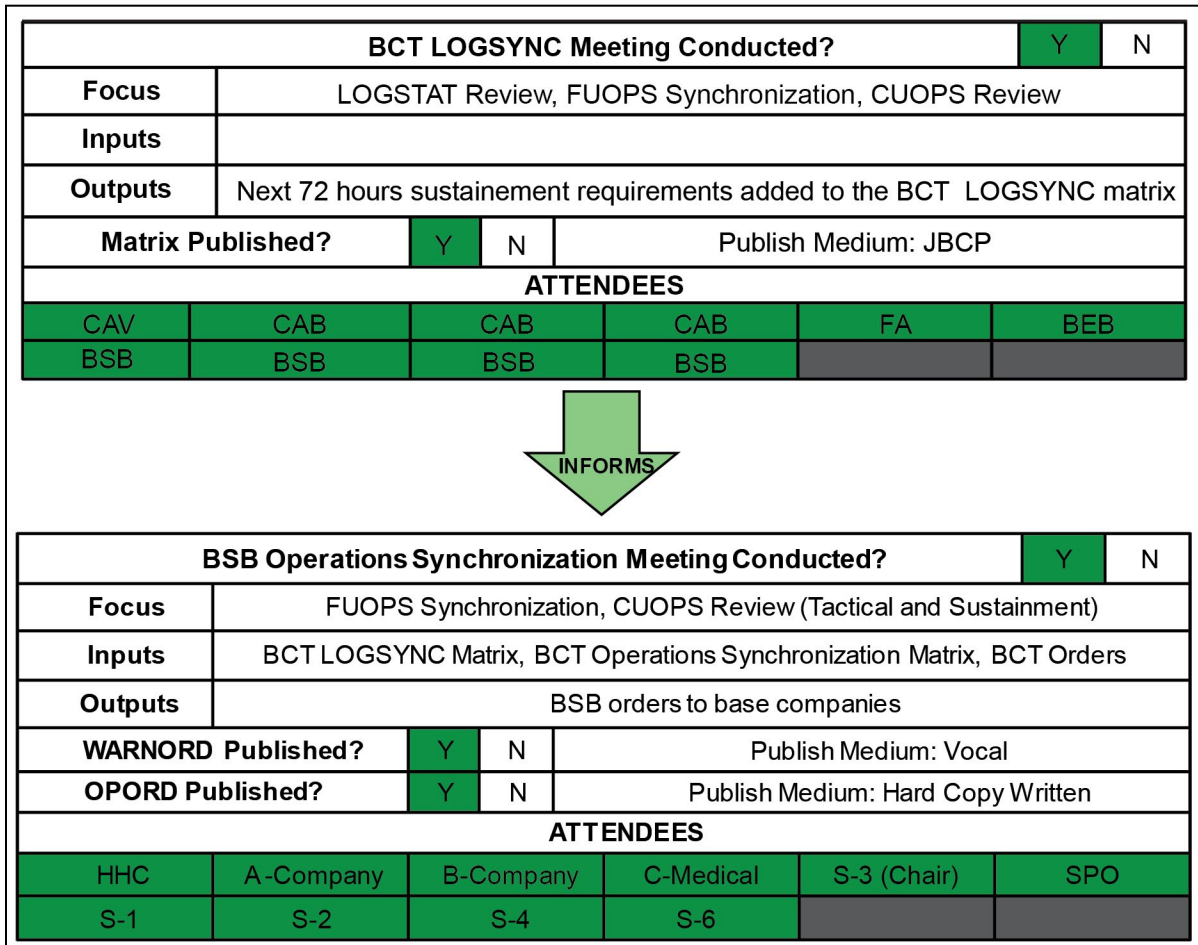 BCT LOGSYNC Meeting Conducted? Y N
Focus LOGSTAT Review, FUOPS Synchronization, CUOPS Review
Inputs
Outputs Next 72 hours sustainement requirements added to the BCT LOGSYNC matrix
Matrix Published? Y N Publish Medium: JBCP
ATTENDEES
CAV CAB CAB CAB FA BEB
BSB BSB BSB BSB
INFORMS
BSB Operations Synchronization Meeting Conducted? Y N
Focus FUOPS Synchronization, CUOPS Review (Tactical and Sustainment)
Inputs BCT LOGSYNC Matrix, BCT Operations Synchronization Matrix, BCT Orders
Outputs BSB orders to base companies
WARNORD Published? Y N Publish Medium: Vocal
OPORD Published? Y N Publish Medium: Hard Copy Written
ATTENDEES
HHC A-Company B-Company C-Medical S-3 (Chair) SPO
S-1 S-2 S-4 S-6